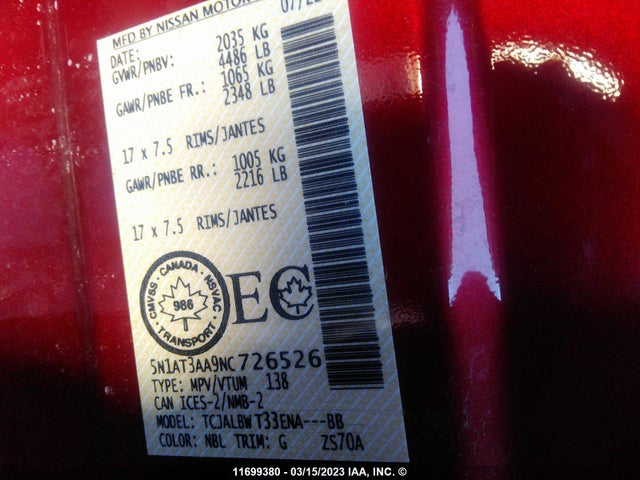 MFD BY NISSAN MOTOR
DATE:
GVWR/PNBV: 2035 KG
4486 LB
GAWR/PNBE FR.: 1065 KG
2348 LB
17 x 7.5 RIMS/JANTES
GAWR/PNBE RR.: 1005 KG
2216 LB
17 x 7.5 RIMS/JANTES
CANADA · NSVAC · TRANSPORT · CMVSS ·
986
EC
5N1AT3AA9NC726526
TYPE: MPV/VTUM 138
CAN ICES-2/NMB-2
MODEL: TCJALBW T33ENA---BB
COLOR: NBL TRIM: G ZS70A
11699380 - 03/15/2023 IAA, INC. ©